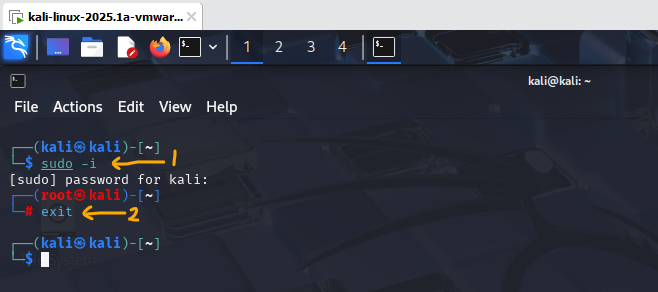 kali-linux-2025.1a-vmwar...
1 2 3 4
kali@kali: ~
File Actions Edit View Help
┌──(kali㉿kali)-[~]
└─$ sudo -i 1
[sudo] password for kali:
┌──(root㉿kali)-[~]
└─# exit 2
┌──(kali㉿kali)-[~]
└─$